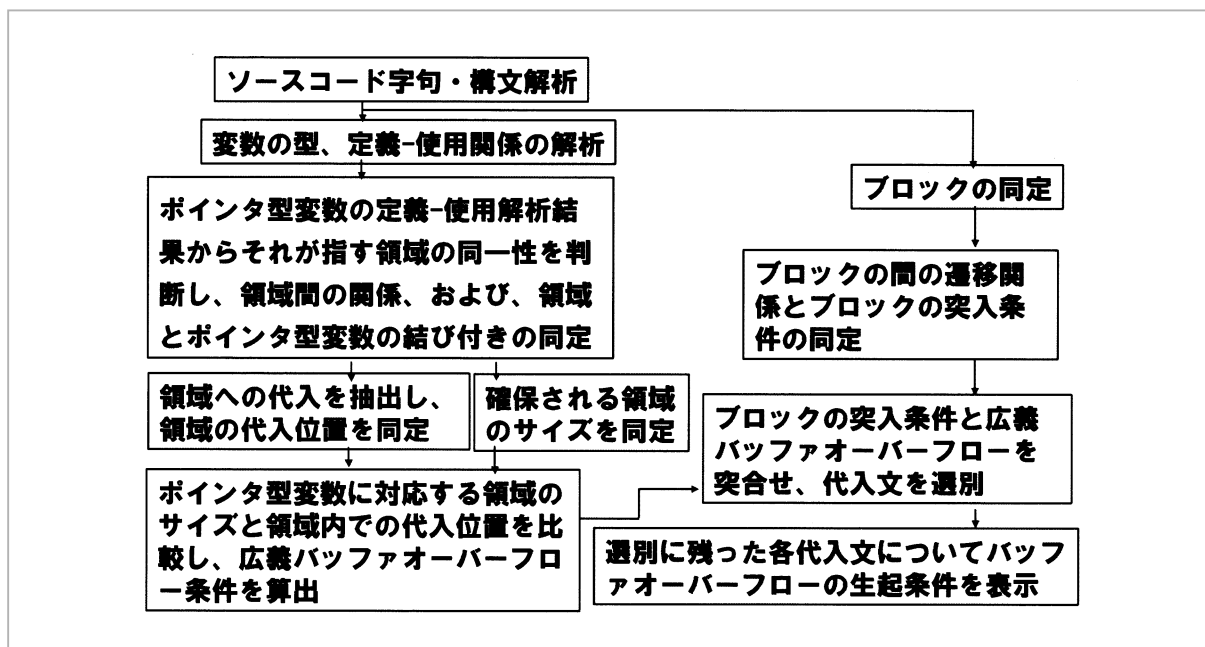 ソースコード字句・構文解析
変数の型、定義-使用関係の解析
ポインタ型変数の定義-使用解析結
果からそれが指す領域の同一性を判
断し、領域間の関係、および、領域
とポインタ型変数の結び付きの同定
領域への代入を抽出し、
領域の代入位置を同定
確保される領域
のサイズを同定
ポインタ型変数に対応する領域の
サイズと領域内での代入位置を比
較し、広義バッファオーバーフロ
ー条件を算出
ブロックの同定
ブロックの間の遷移関
係とブロックの突入条
件の同定
ブロックの突入条件と広義
バッファオーバーフローを
突合せ、代入文を選別
選別に残った各代入文についてバッフ
ァオーバーフローの生起条件を表示